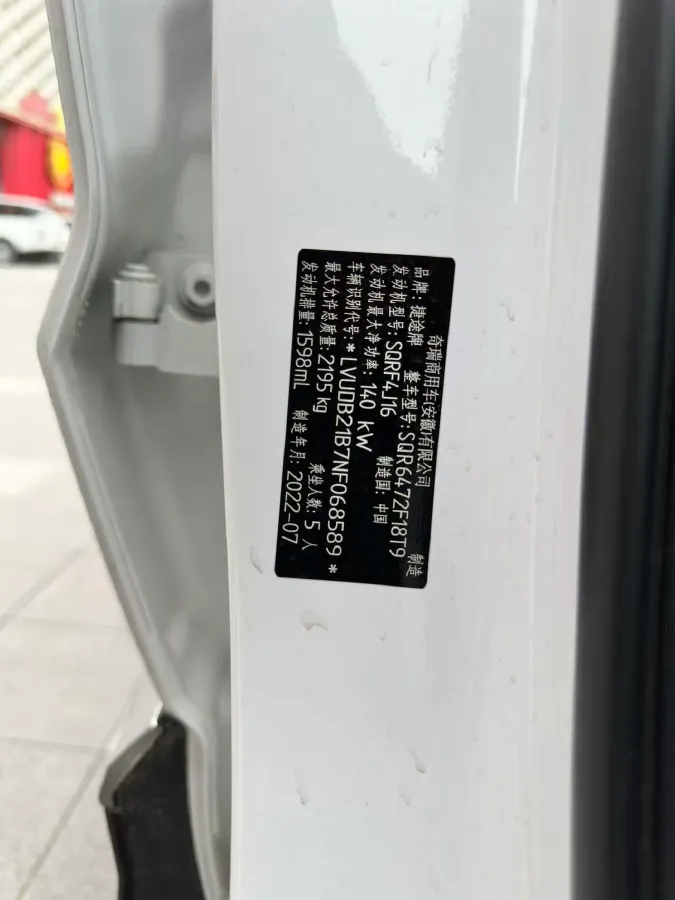 奇瑞商用车(安徽)有限公司 制造
品牌: 捷途牌 整车型号: SQR6472F18T9
发动机型号: SQRF4J16 制造国: 中国
发动机最大净功率: 140 kW
车辆识别代号: *LVUDB21B7NF068589*
最大允许总质量: 2195 kg 乘坐人数: 5 人
发动机排量: 1598mL 制造年月: 2022-07